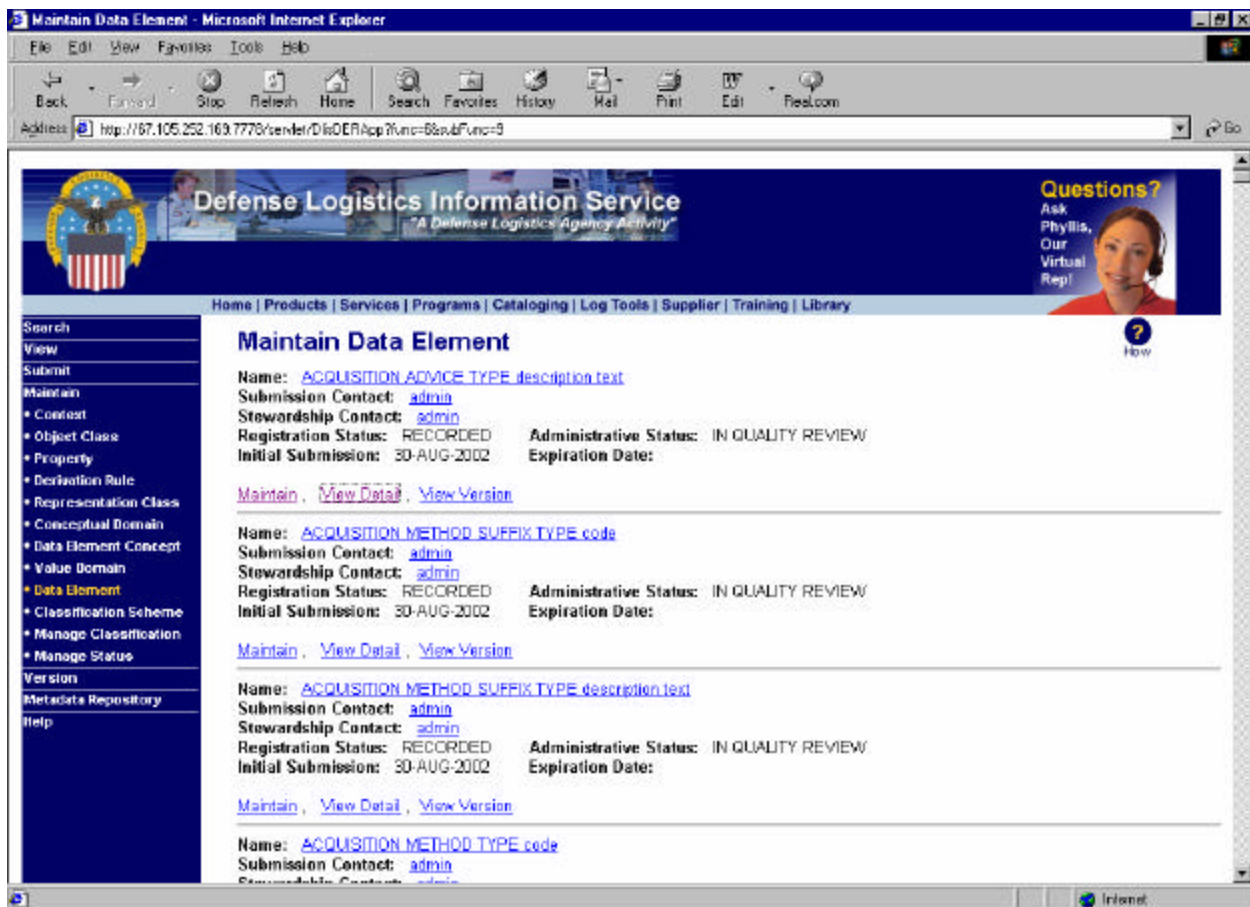 Maintain Data Element - Microsoft Internet Explorer
File Edit View Favorites Tools Help
Back Forward Stop Refresh Home Search Favorites History Mail Print Edit Real.com
Address http://67.105.252.169:7778/servlet/DlisDERApp?func=6&subFunc=9 Go
Defense Logistics Information Service
"A Defense Logistics Agency Activity"
Questions?
Ask
Phyllis,
Our
Virtual
Rep!
Home | Products | Services | Programs | Cataloging | Log Tools | Supplier | Training | Library
Search
View
Submit
Maintain
• Context
• Object Class
• Property
• Derivation Rule
• Representation Class
• Conceptual Domain
• Data Element Concept
• Value Domain
• Data Element
• Classification Scheme
• Manage Classification
• Manage Status
Version
Metadata Repository
Help
Maintain Data Element
?
How
Name: ACQUISITION ADVICE TYPE description text
Submission Contact: admin
Stewardship Contact: admin
Registration Status: RECORDED Administrative Status: IN QUALITY REVIEW
Initial Submission: 30-AUG-2002 Expiration Date:
Maintain , View Detail , View Version
Name: ACQUISITION METHOD SUFFIX TYPE code
Submission Contact: admin
Stewardship Contact: admin
Registration Status: RECORDED Administrative Status: IN QUALITY REVIEW
Initial Submission: 30-AUG-2002 Expiration Date:
Maintain , View Detail , View Version
Name: ACQUISITION METHOD SUFFIX TYPE description text
Submission Contact: admin
Stewardship Contact: admin
Registration Status: RECORDED Administrative Status: IN QUALITY REVIEW
Initial Submission: 30-AUG-2002 Expiration Date:
Maintain , View Detail , View Version
Name: ACQUISITION METHOD TYPE code
Submission Contact: admin
Stewardship Contact: admin
Internet